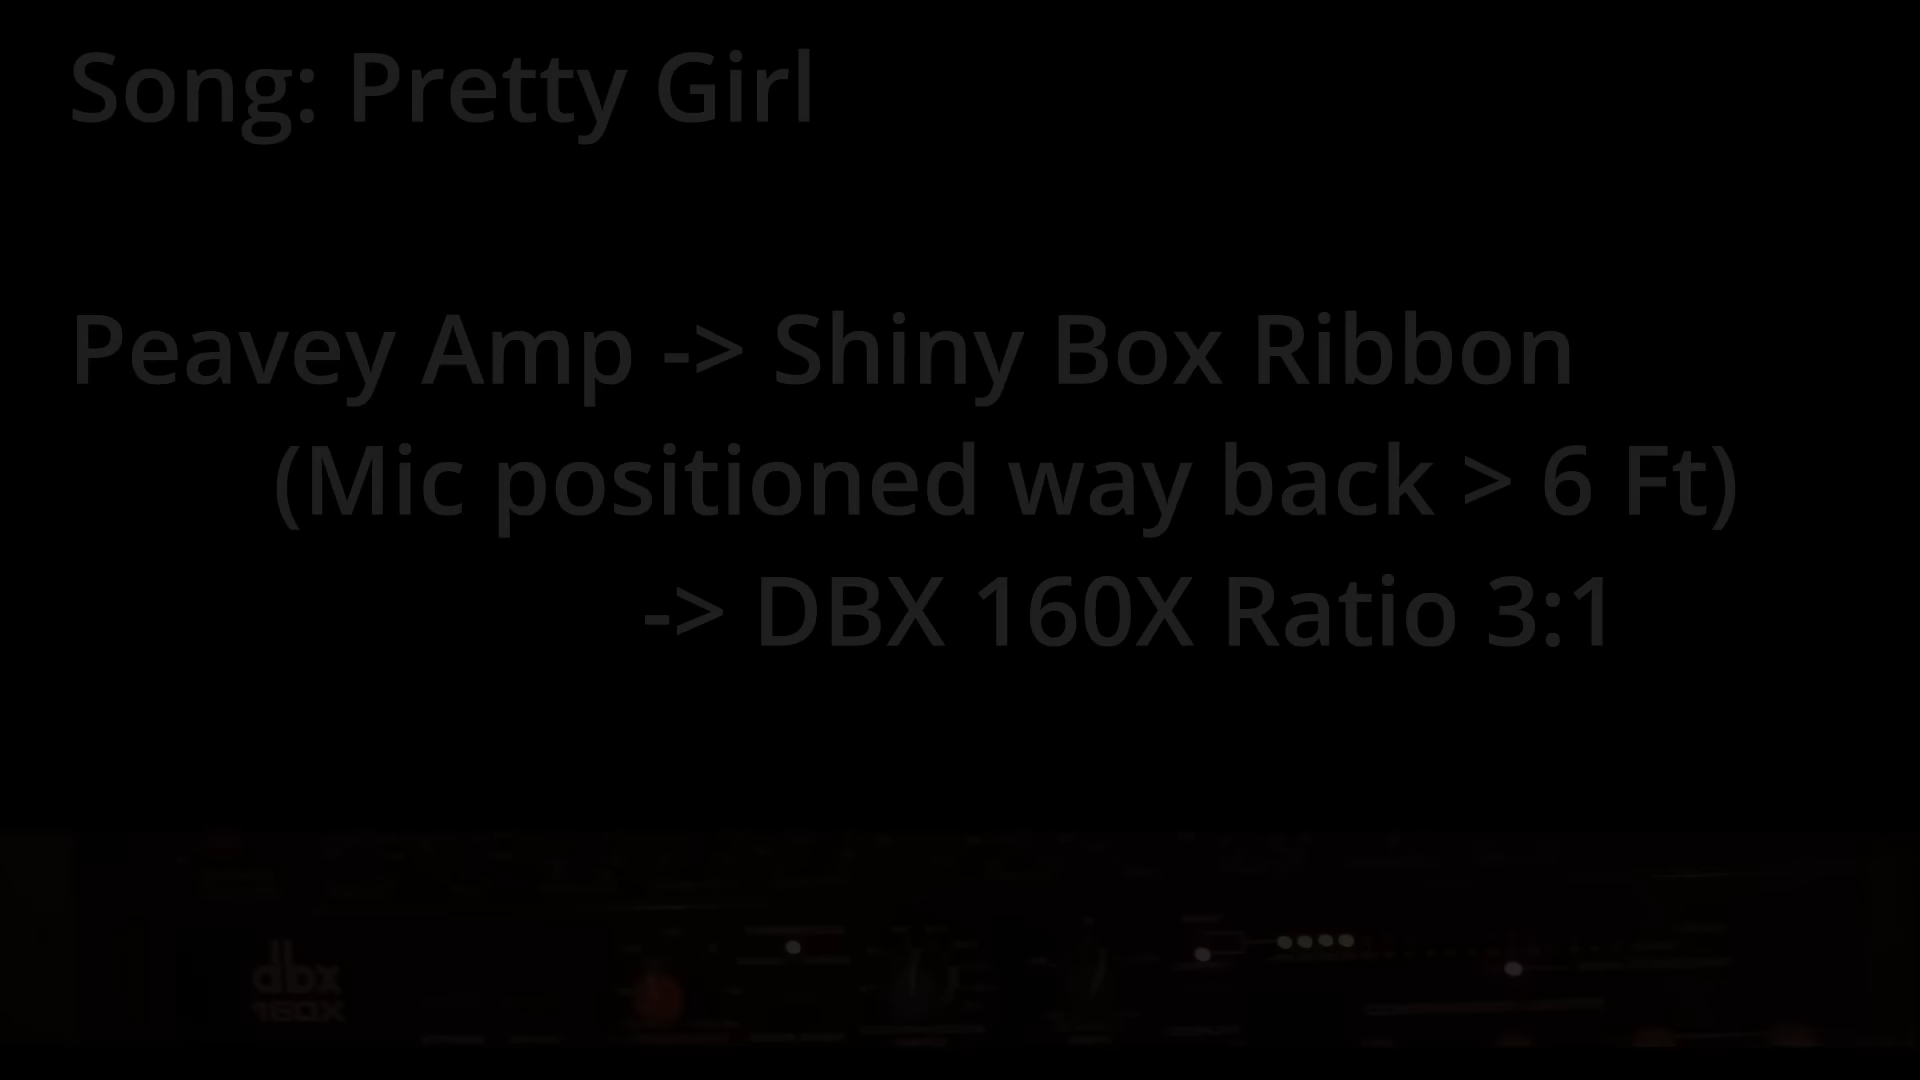 Song: Pretty Girl
Peavey Amp -> Shiny Box Ribbon
(Mic positioned way back > 6 Ft)
-> DBX 160X Ratio 3:1
dbx
160X